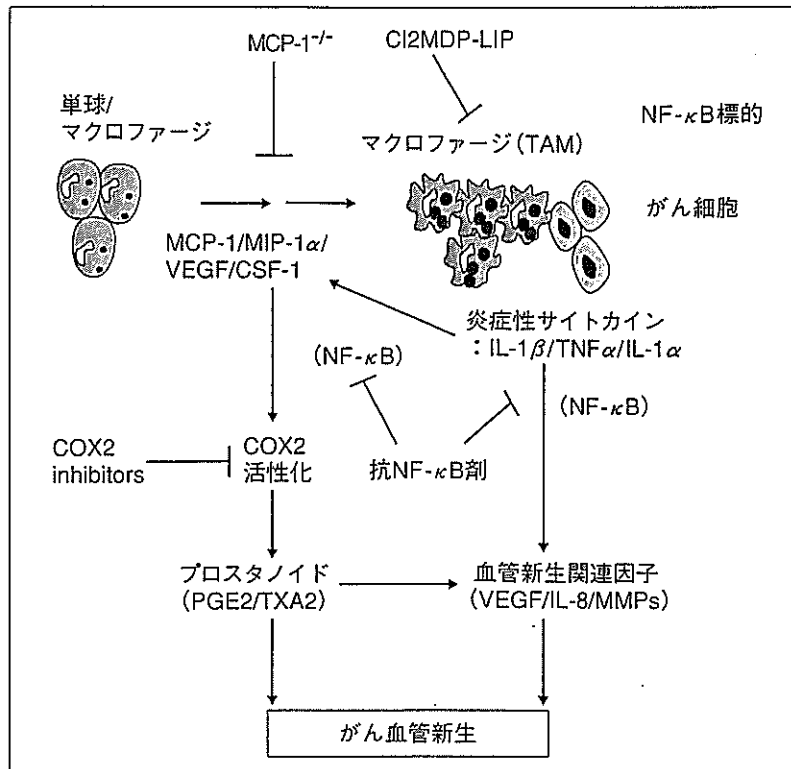 MCP-1⁻/⁻
Cl2MDP-LIP
単球/
マクロファージ
NF-κB標的
マクロファージ(TAM)
がん細胞
MCP-1/MIP-1α/
VEGF/CSF-1
炎症性サイトカイン
:IL-1β/TNFα/IL-1α
(NF-κB)
(NF-κB)
COX2
inhibitors
COX2
活性化
抗NF-κB剤
プロスタノイド
(PGE2/TXA2)
血管新生関連因子
(VEGF/IL-8/MMPs)
がん血管新生